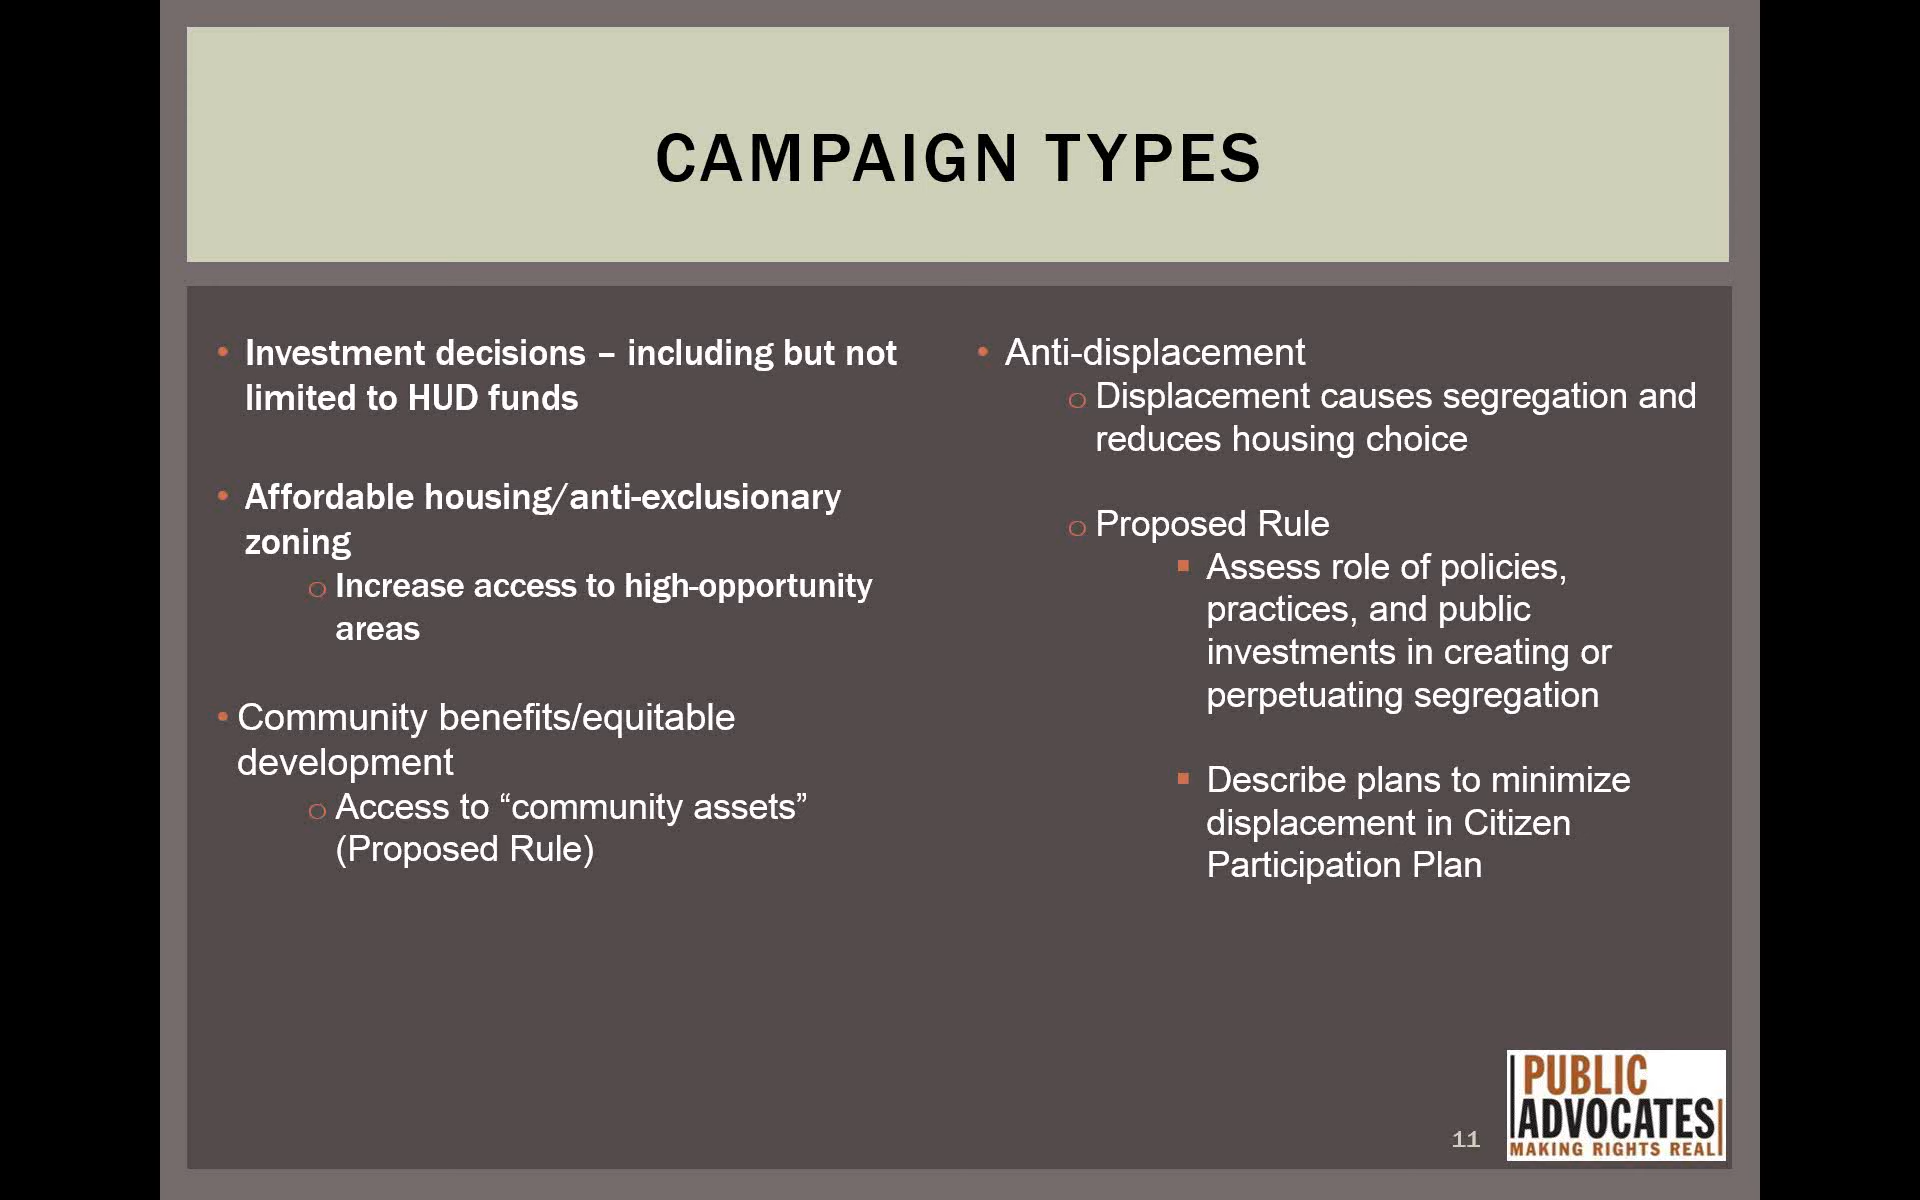 CAMPAIGN TYPES
• Investment decisions – including but not
limited to HUD funds
• Affordable housing/anti-exclusionary
zoning
o Increase access to high-opportunity
areas
• Community benefits/equitable
development
o Access to “community assets”
(Proposed Rule)
• Anti-displacement
o Displacement causes segregation and
reduces housing choice
o Proposed Rule
▪ Assess role of policies,
practices, and public
investments in creating or
perpetuating segregation
▪ Describe plans to minimize
displacement in Citizen
Participation Plan
11
PUBLIC
ADVOCATES
MAKING RIGHTS REAL